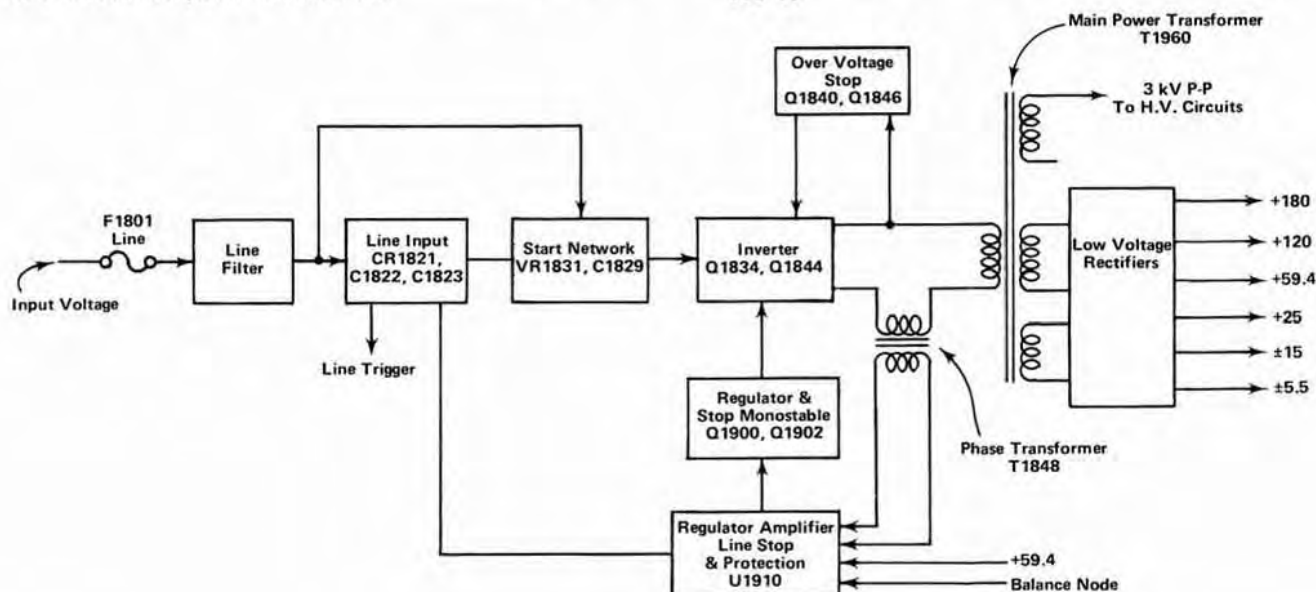 Main Power Transformer
T1960
Over Voltage
Stop
Q1840, Q1846
3 kV P-P
To H.V. Circuits
F1801
Line
Input Voltage
Line
Filter
Line Input
CR1821,
C1822, C1823
Start Network
VR1831, C1829
Inverter
Q1834, Q1844
Low Voltage
Rectifiers
+180
+120
+59.4
+25
±15
±5.5
Line Trigger
Regulator &
Stop Monostable
Q1900, Q1902
Phase Transformer
T1848
Regulator Amplifier
Line Stop
& Protection
U1910
+59.4
Balance Node